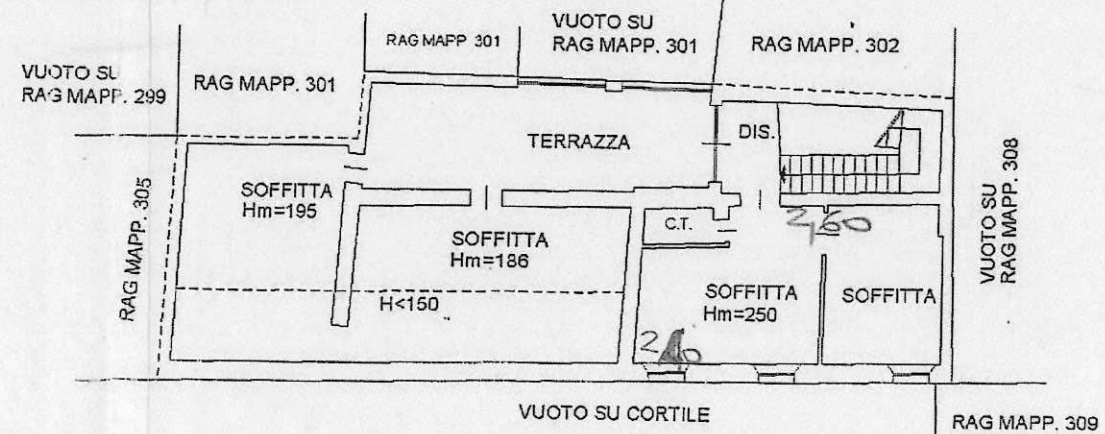 VUOTO SU
RAG MAPP. 299
RAG MAPP. 301
RAG MAPP. 301
VUOTO SU
RAG MAPP. 301
RAG MAPP. 302
TERRAZZA
DIS.
RAG MAPP. 305
SOFFITTA
Hm=195
SOFFITTA
Hm=186
H<150
C.T.
2,60
SOFFITTA
Hm=250
SOFFITTA
VUOTO SU
RAG MAPP. 308
VUOTO SU CORTILE
RAG MAPP. 309